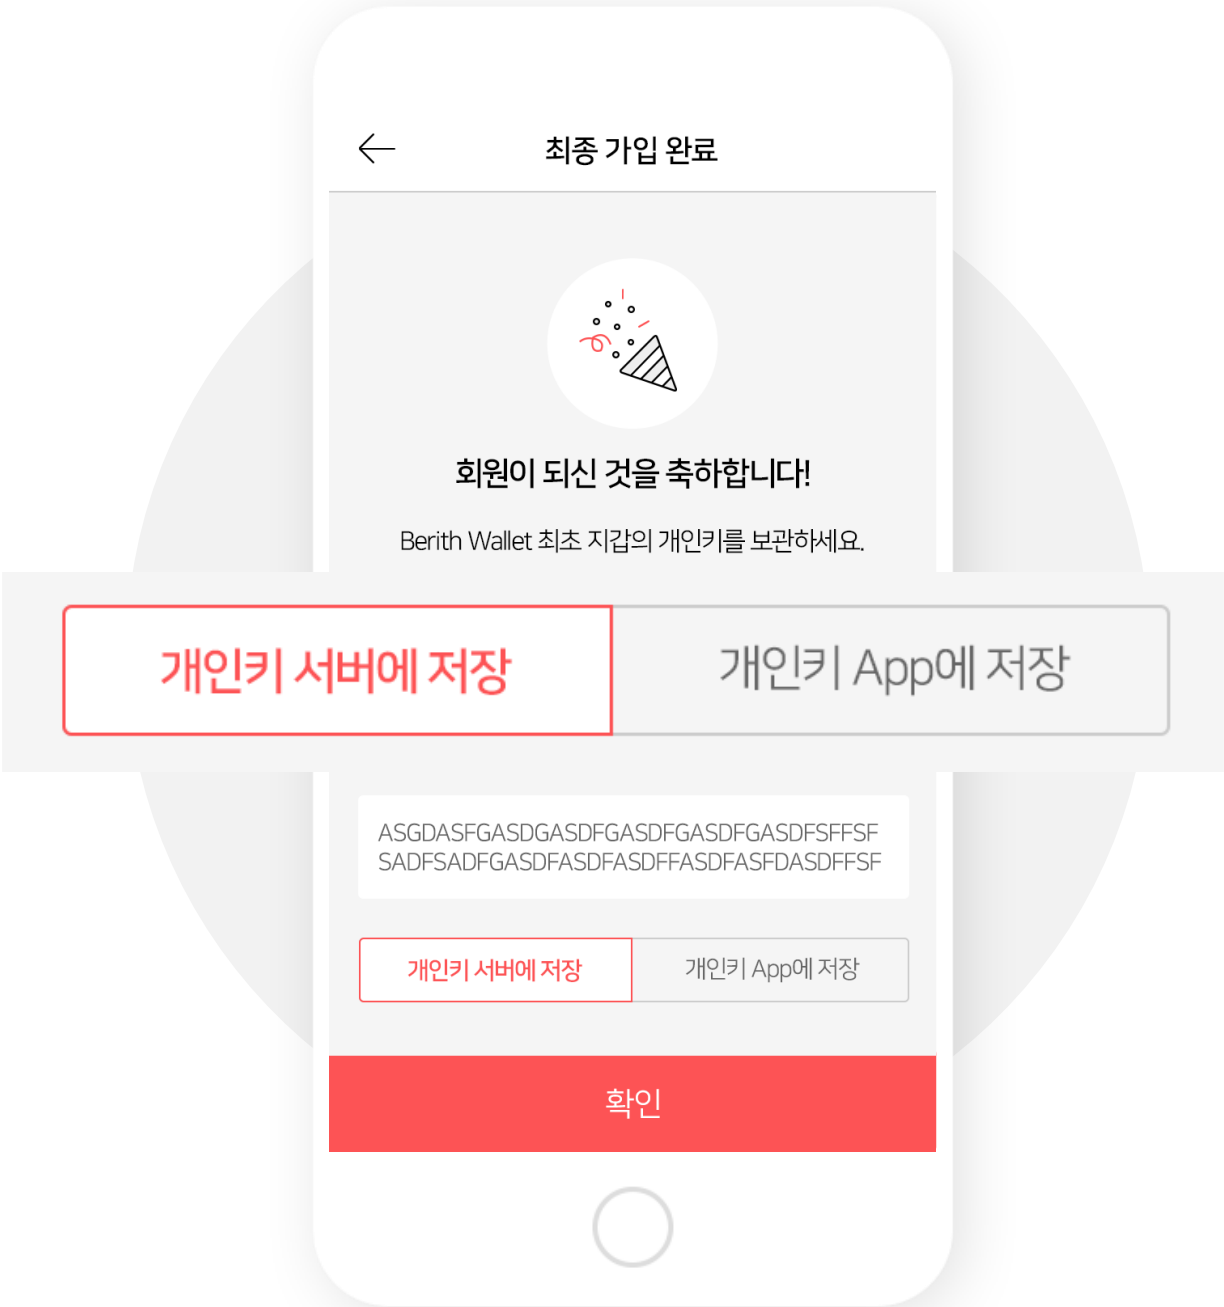 최종 가입 완료
회원이 되신 것을 축하합니다!
Berith Wallet 최초 지갑의 개인키를 보관하세요.
개인키 서버에 저장
개인키 App에 저장
ASGDASFGASDGASDFGASDFGASDFGASDFSFFSF
SADFSADFGASDFASDFASDFFASDFASFDASDFFSF
개인키 서버에 저장
개인키 App에 저장
확인